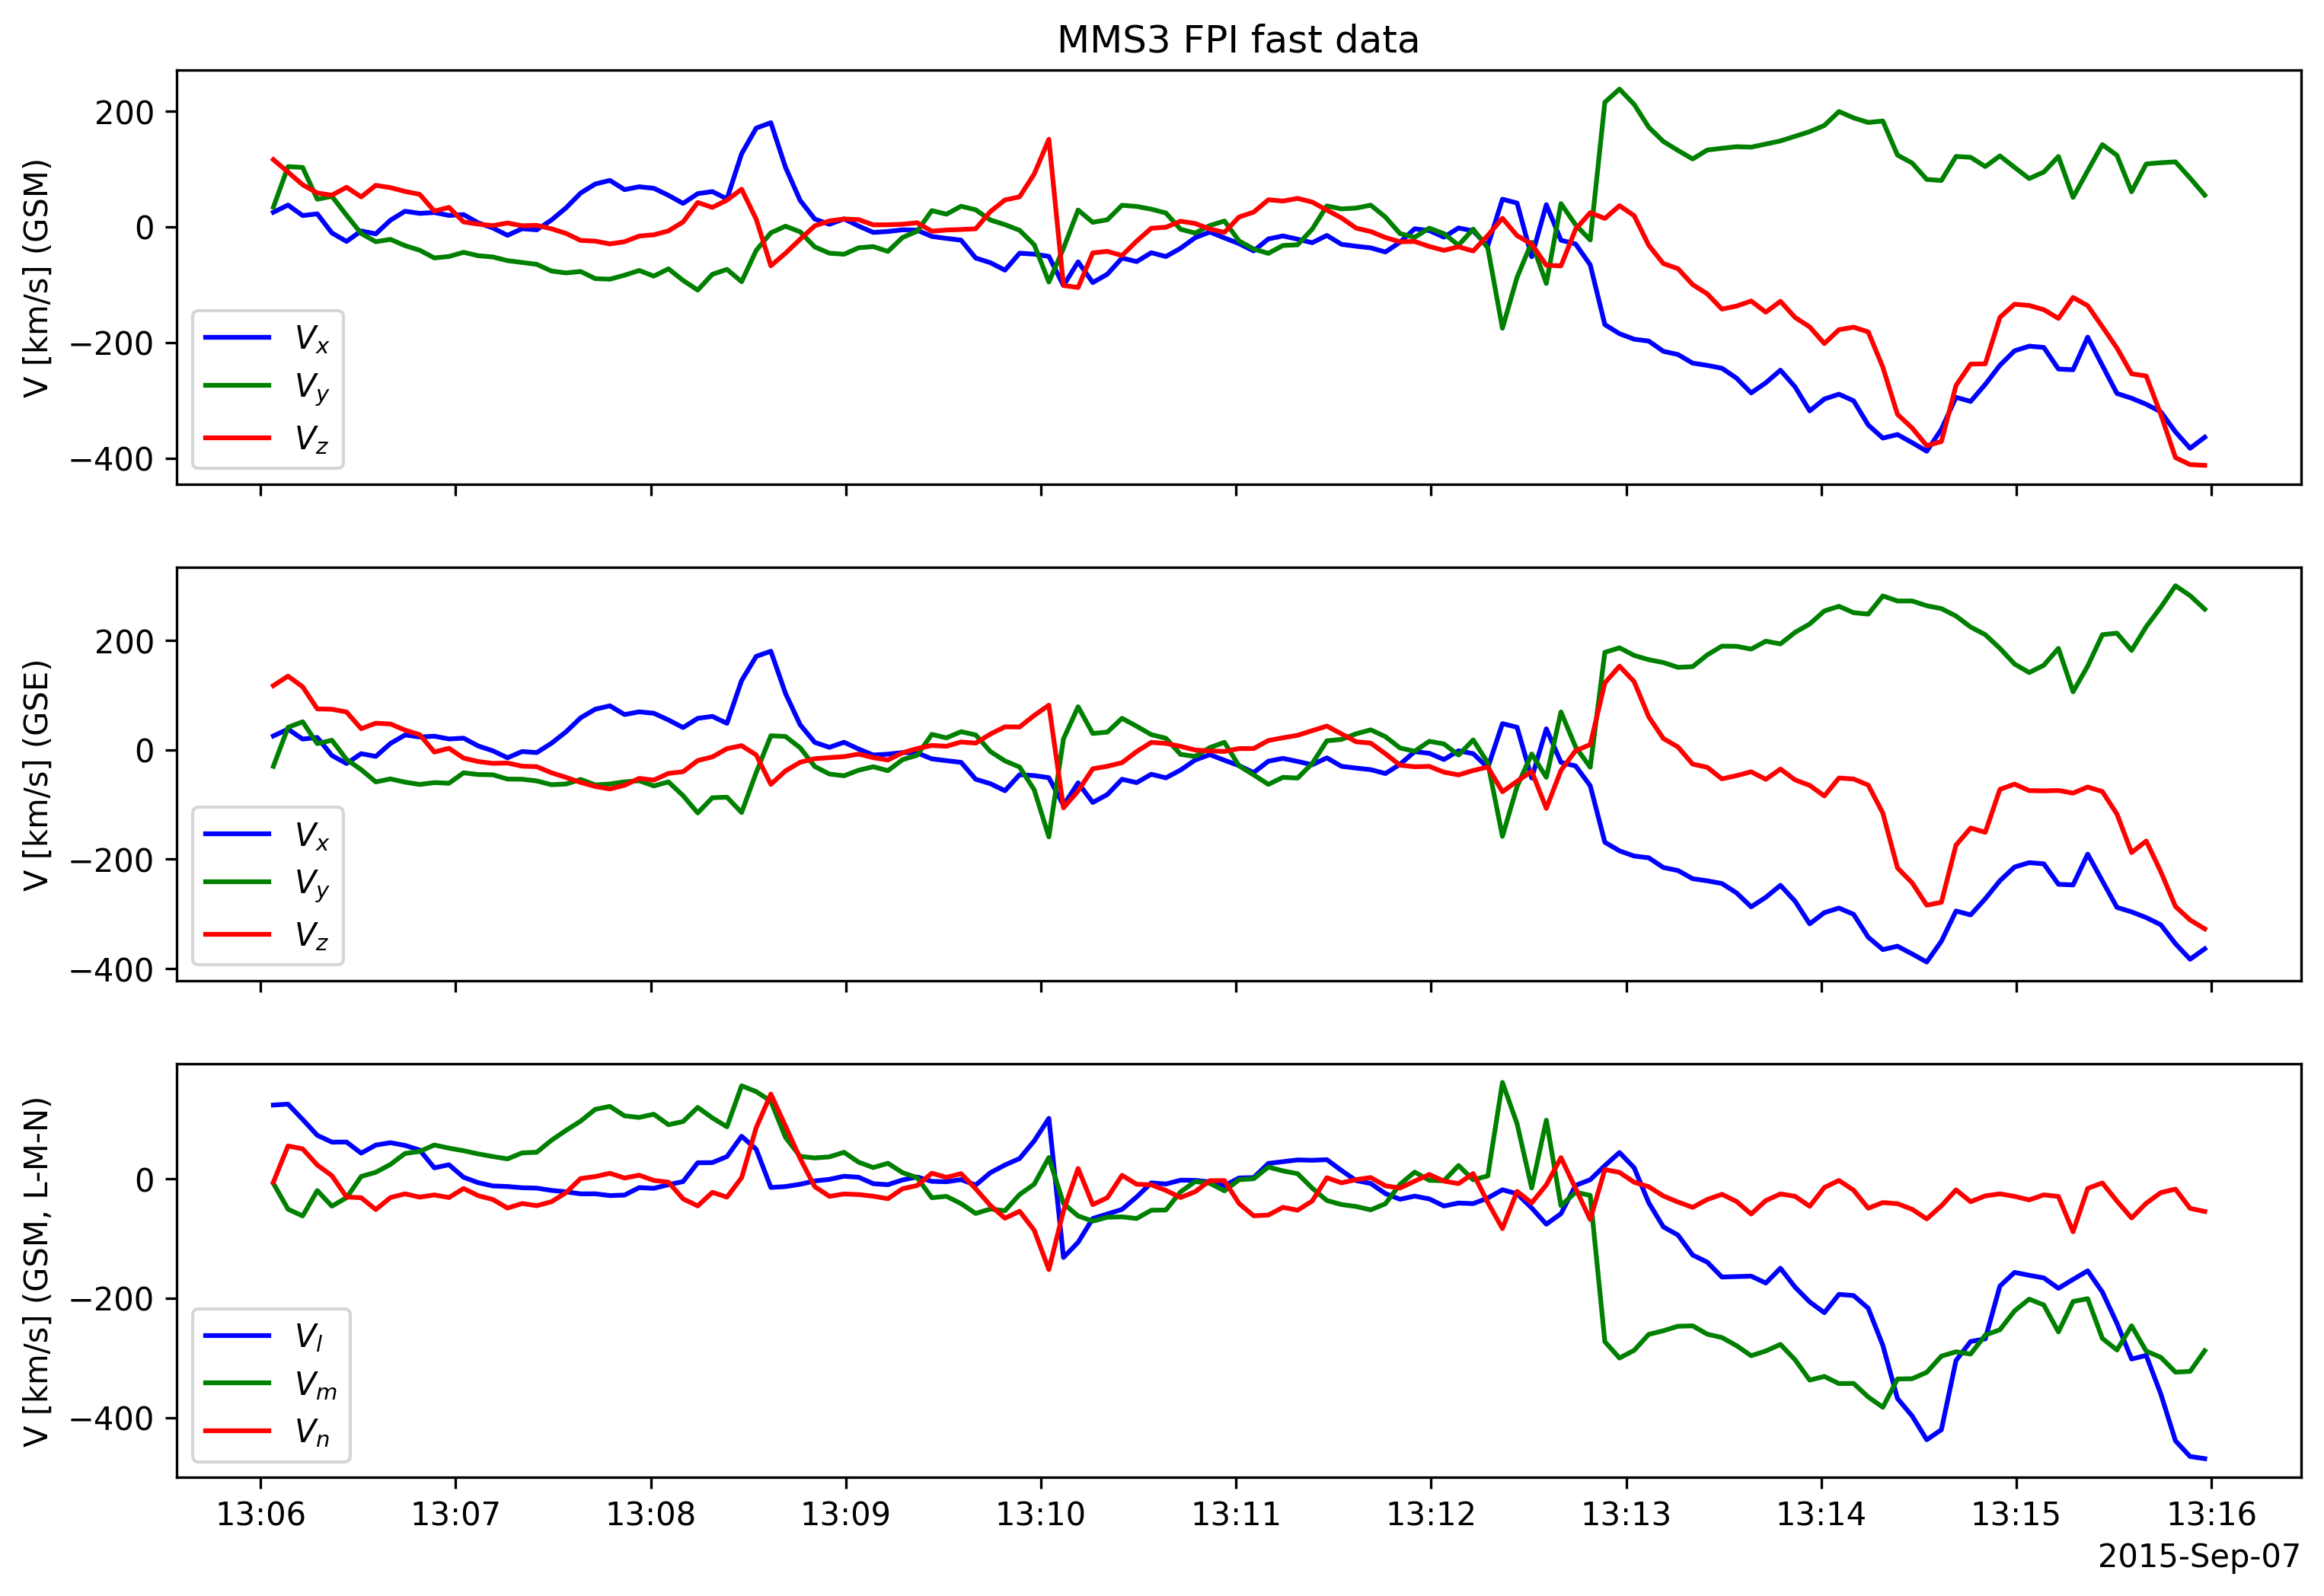 MMS3 FPI fast data
V [km/s] (GSM)
200
0
−200
−400
Vx
Vy
Vz
V [km/s] (GSE)
200
0
−200
−400
Vx
Vy
Vz
V [km/s] (GSM, L-M-N)
0
−200
−400
Vl
Vm
Vn
13:06 13:07 13:08 13:09 13:10 13:11 13:12 13:13 13:14 13:15 13:16
2015-Sep-07